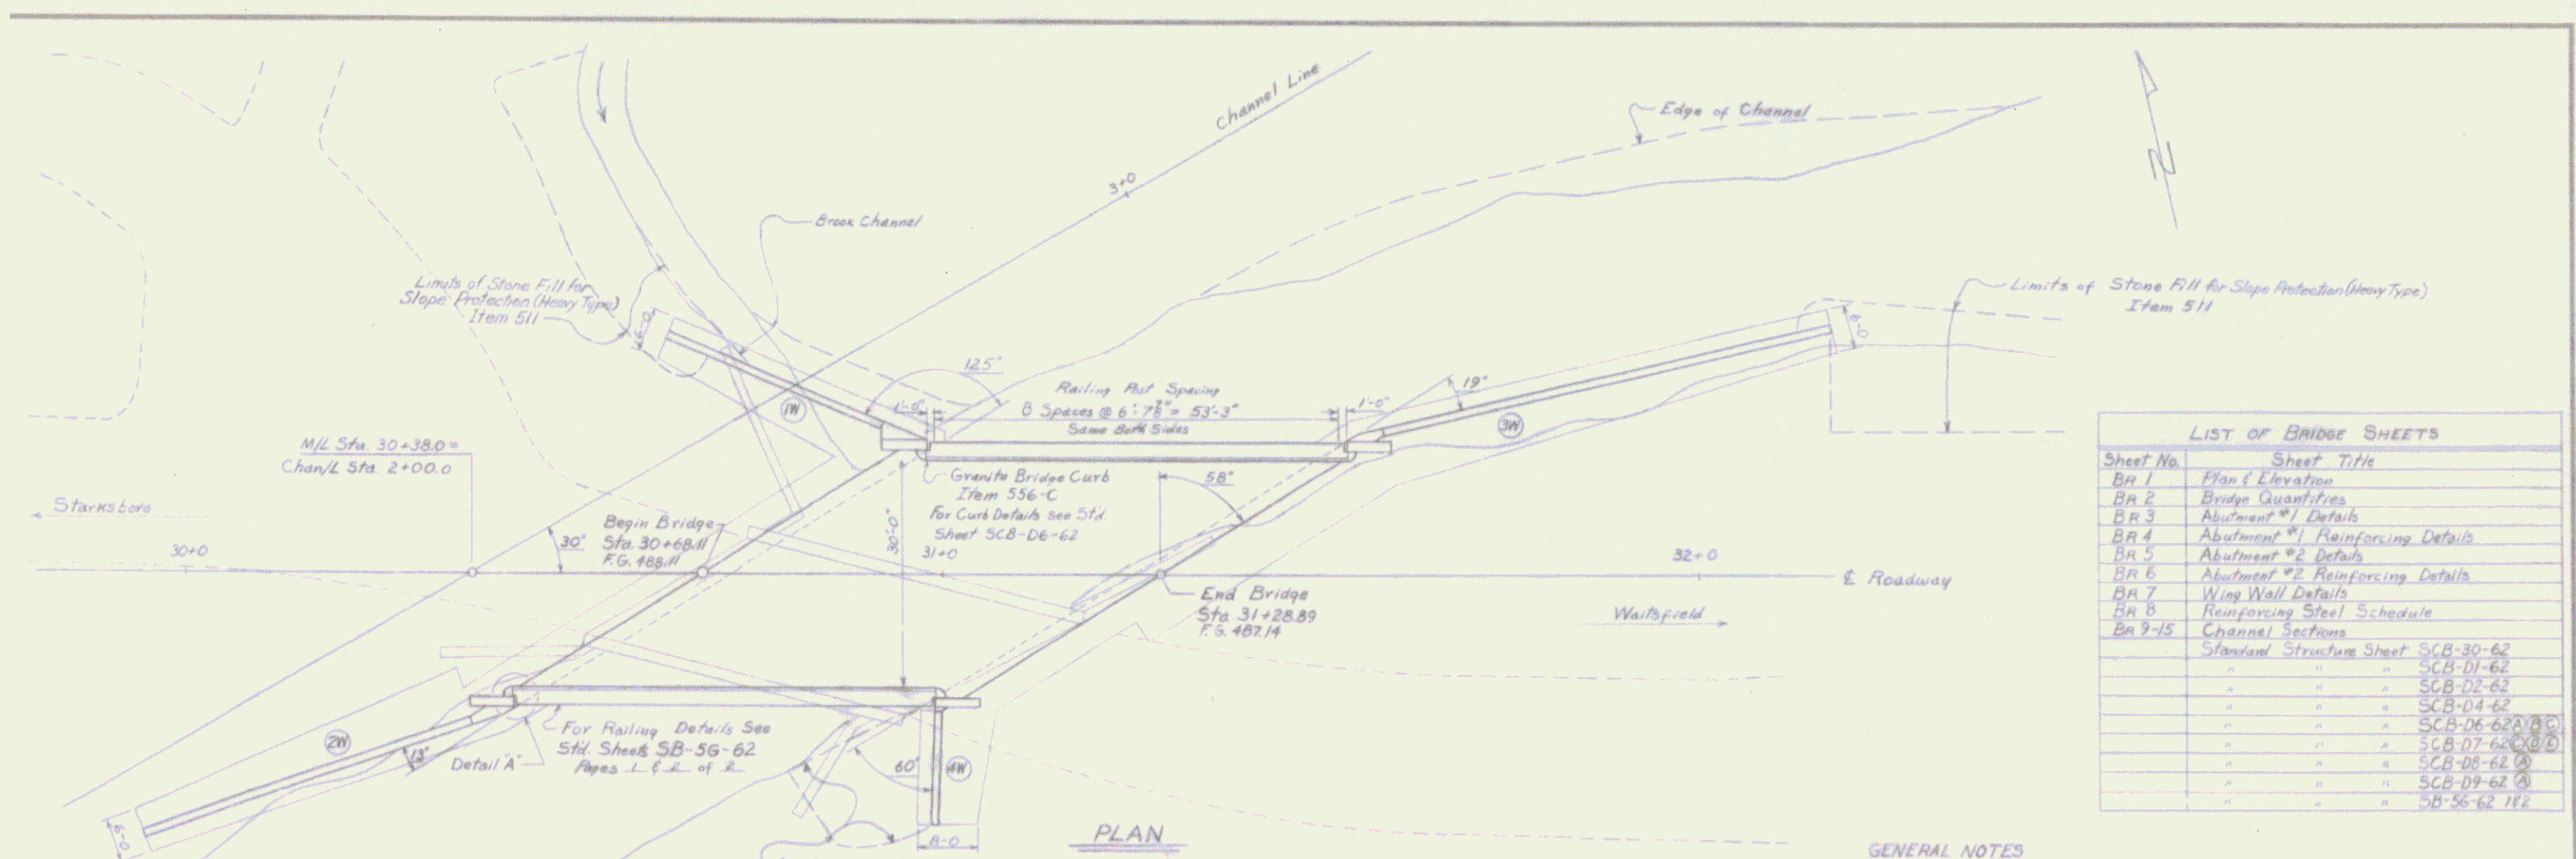 Channel Line
Edge of Channel
3+0
Brook Channel
N
Limits of Stone Fill for
Slope Protection (Heavy Type)
Item 511
6'-0
Limits of Stone Fill for Slope Protection (Heavy Type)
Item 511
6'-0
125°
Railing Post Spacing
8 Spaces @ 6'-7 7/8" = 53'-3"
Same Both Sides
1'-0"
1'-0"
19°
1W
3W
M/L Sta. 30+38.0 =
Chan/L Sta. 2+00.0
Granite Bridge Curb
Item 556-C
For Curb Details see Std.
Sheet SCB-D6-62
58°
Starksboro
30+0
30°
Begin Bridge
Sta. 30+68.11
F.G. 488.11
30'-0"
31+0
32+0
℄ Roadway
End Bridge
Sta. 31+28.89
F.G. 487.14
Waitsfield
2W
13°
Detail "A"
For Railing Details See
Std. Sheets SB-5G-62
Pages 1 & 2 of 2
60°
4W
6'-0
8-0
PLAN
GENERAL NOTES
LIST OF BRIDGE SHEETS
Sheet No. Sheet Title
BR 1 Plan & Elevation
BR 2 Bridge Quantities
BR 3 Abutment #1 Details
BR 4 Abutment #1 Reinforcing Details
BR 5 Abutment #2 Details
BR 6 Abutment #2 Reinforcing Details
BR 7 Wing Wall Details
BR 8 Reinforcing Steel Schedule
BR 9-15 Channel Sections
Standard Structure Sheet SCB-30-62
" " " SCB-D1-62
" " " SCB-D2-62
" " " SCB-D4-62
" " " SCB-D6-62 A B C
" " " SCB-D7-62
" " " SCB-D8-62 A
" " " SCB-D9-62 A
" " " SB-5G-62 1&2